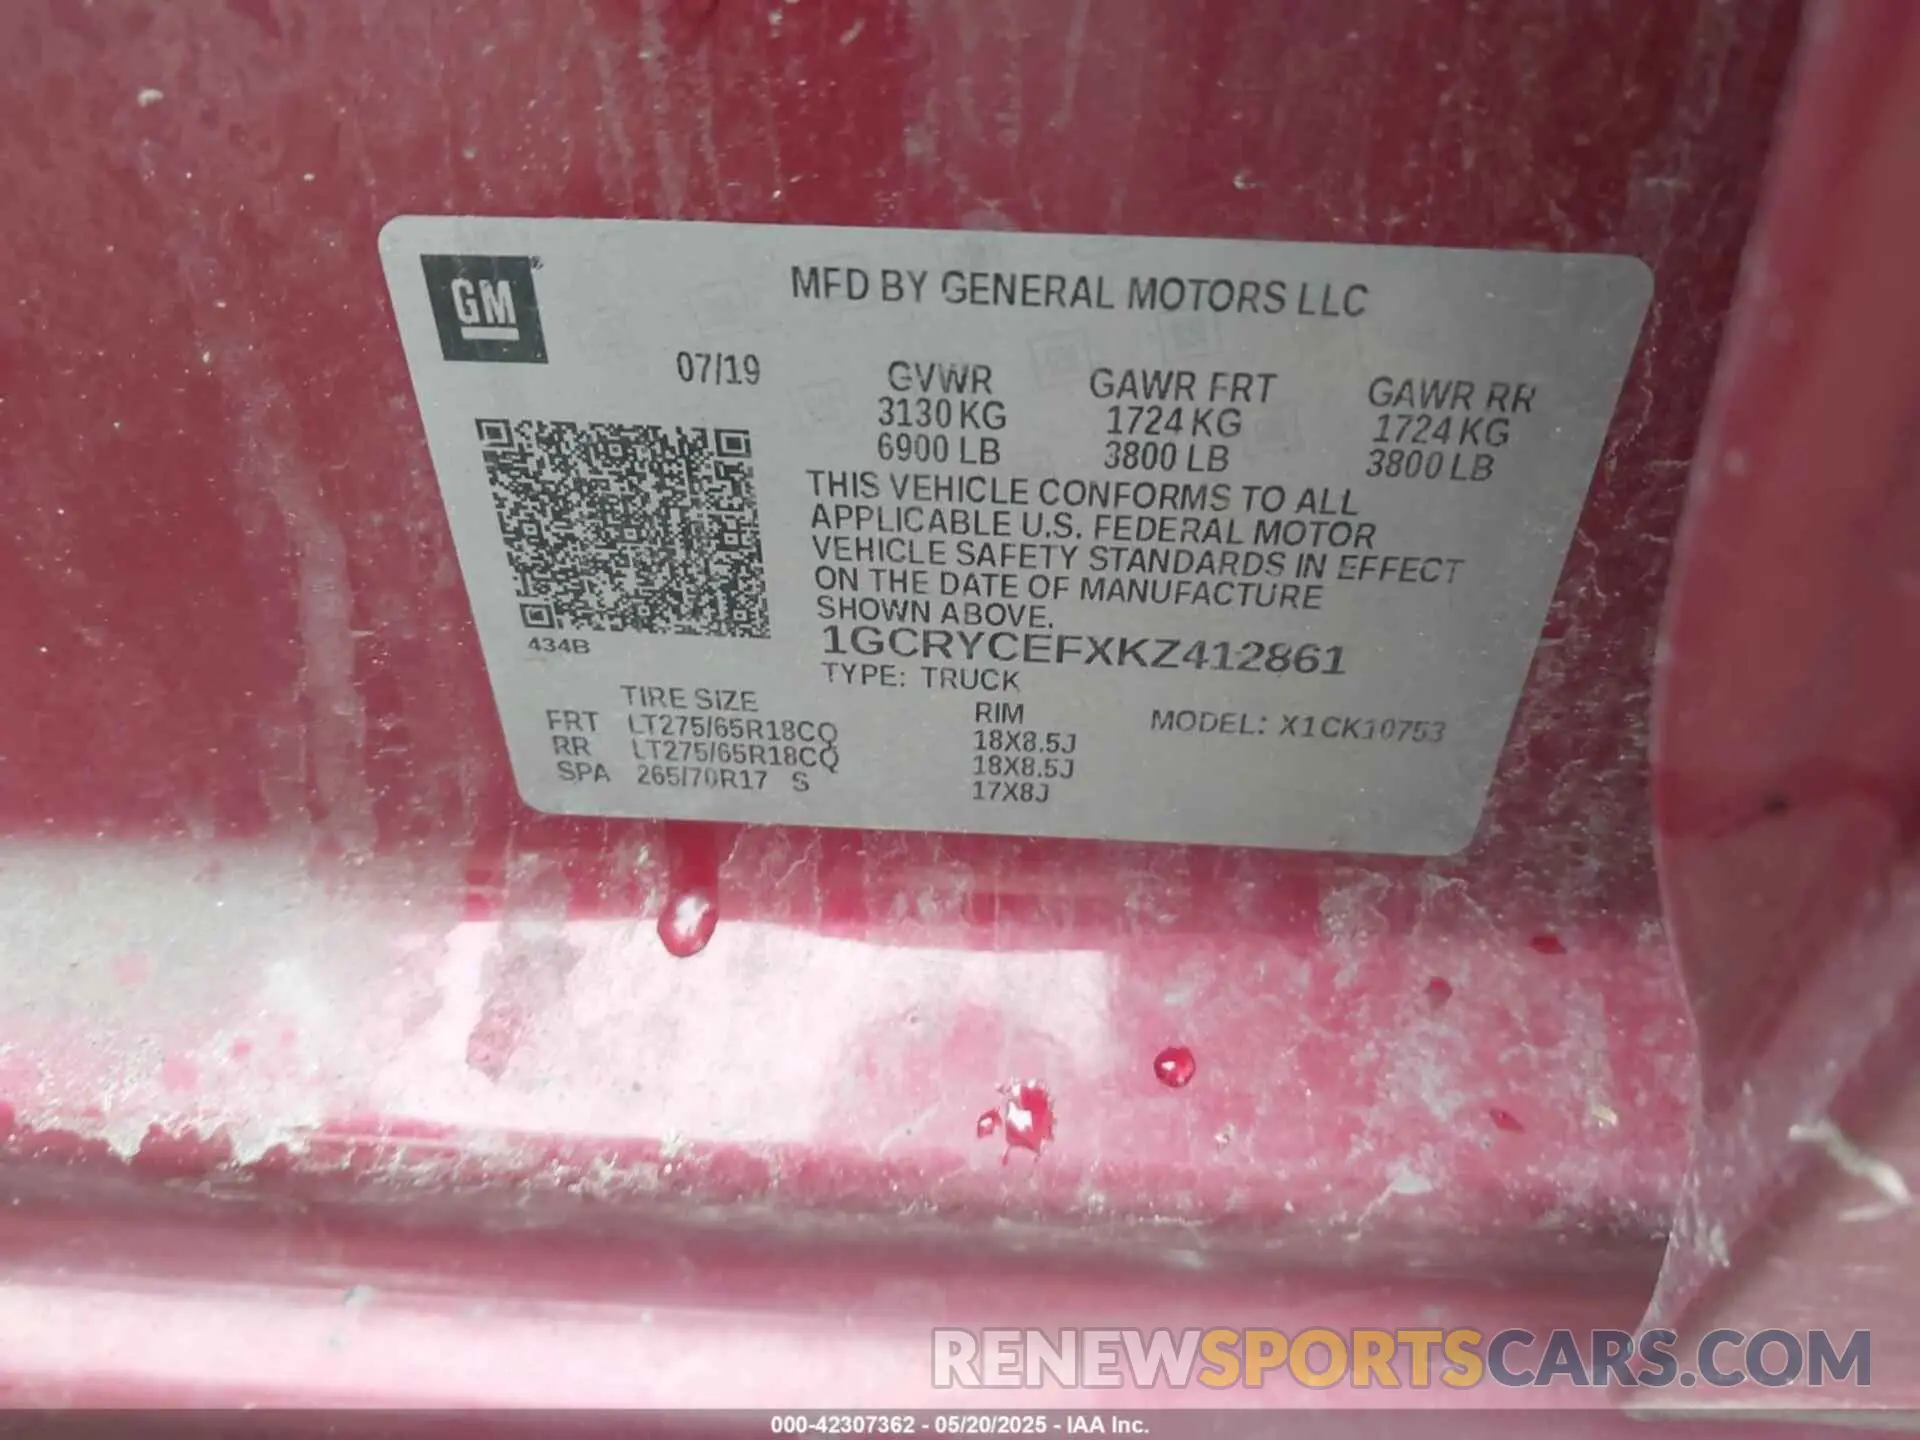 GM
MFD BY GENERAL MOTORS LLC
07/19
GVWR GAWR FRT GAWR RR
3130 KG 1724 KG 1724 KG
6900 LB 3800 LB 3800 LB
THIS VEHICLE CONFORMS TO ALL
APPLICABLE U.S. FEDERAL MOTOR
VEHICLE SAFETY STANDARDS IN EFFECT
ON THE DATE OF MANUFACTURE
SHOWN ABOVE.
434B
1GCRYCEFXKZ412861
TYPE: TRUCK
TIRE SIZE RIM MODEL: X1CK10753
FRT LT275/65R18CQ 18X8.5J
RR LT275/65R18CQ 18X8.5J
SPA 265/70R17 S 17X8J
RENEWSPORTSCARS.COM
000-42307362 - 05/20/2025 - IAA Inc.